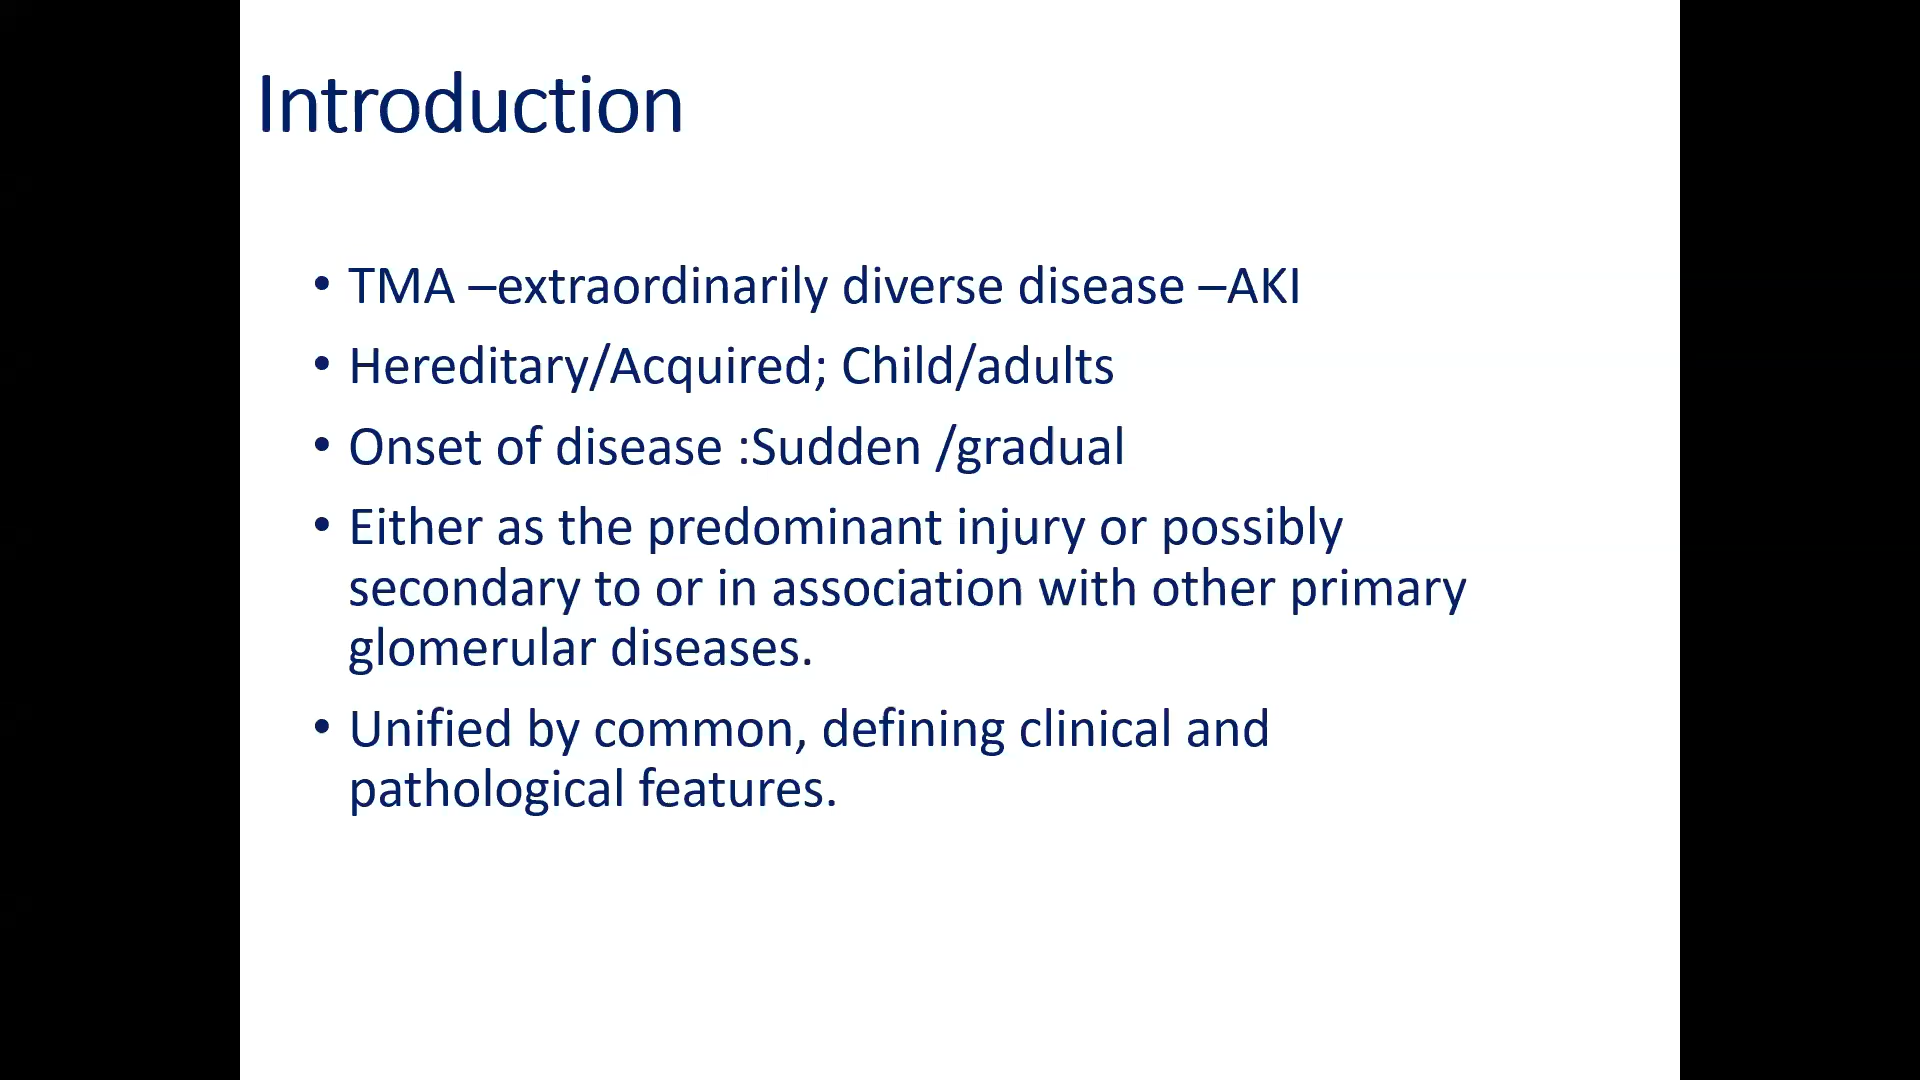 Introduction
• TMA –extraordinarily diverse disease –AKI
• Hereditary/Acquired; Child/adults
• Onset of disease :Sudden /gradual
• Either as the predominant injury or possibly
secondary to or in association with other primary
glomerular diseases.
• Unified by common, defining clinical and
pathological features.